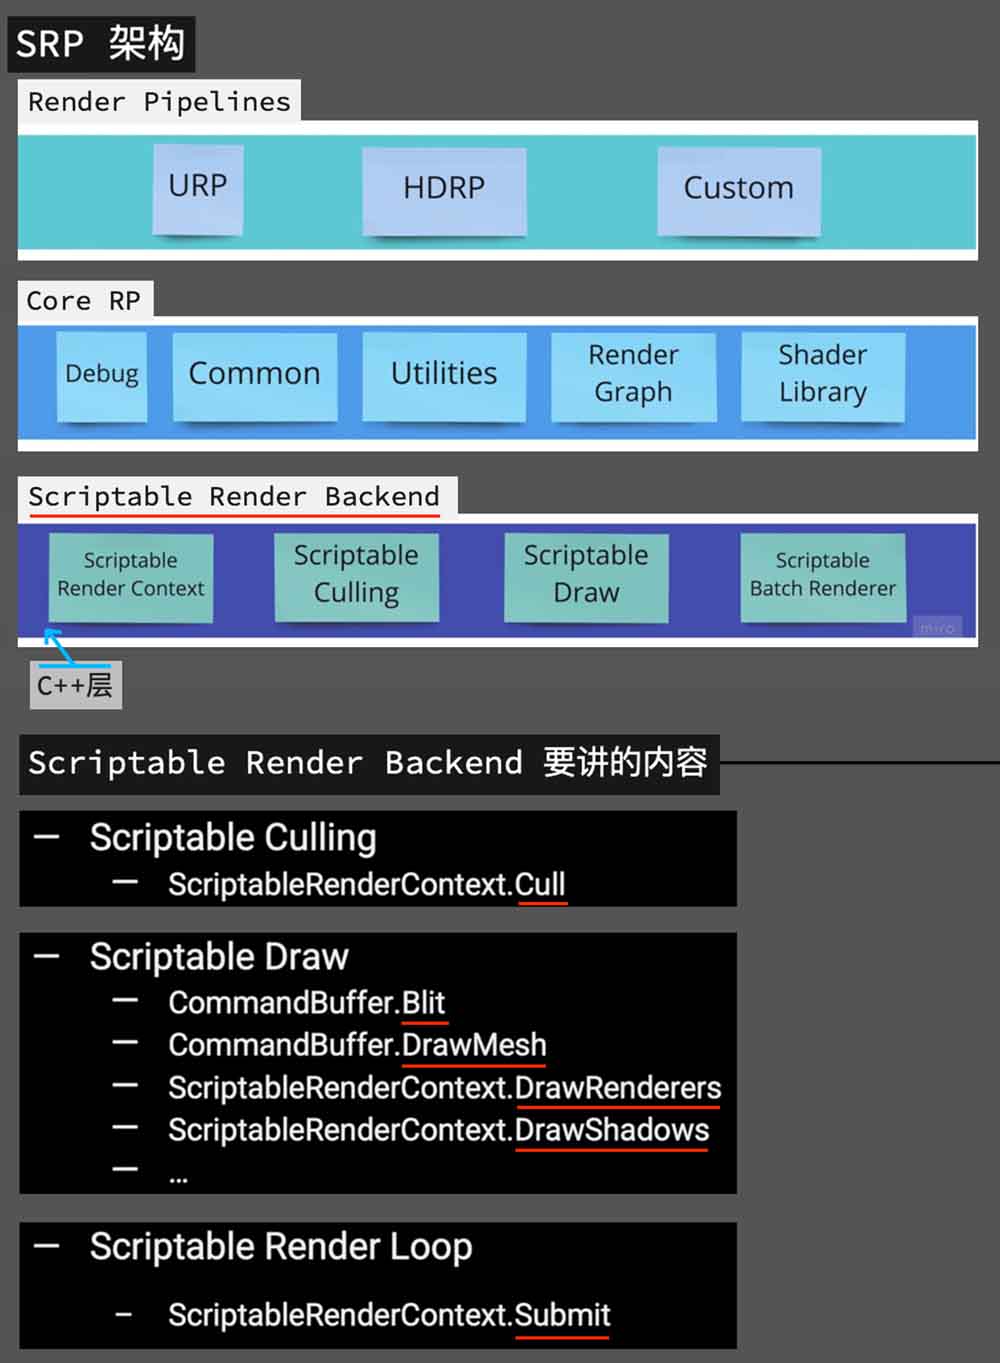 SRP 架构
Render Pipelines
URP
HDRP
Custom
Core RP
Debug
Common
Utilities
Render
Graph
Shader
Library
Scriptable Render Backend
Scriptable
Render Context
Scriptable
Culling
Scriptable
Draw
Scriptable
Batch Renderer
miro
C++层
Scriptable Render Backend 要讲的内容
— Scriptable Culling
— ScriptableRenderContext.Cull
— Scriptable Draw
— CommandBuffer.Blit
— CommandBuffer.DrawMesh
— ScriptableRenderContext.DrawRenderers
— ScriptableRenderContext.DrawShadows
— ...
— Scriptable Render Loop
– ScriptableRenderContext.Submit